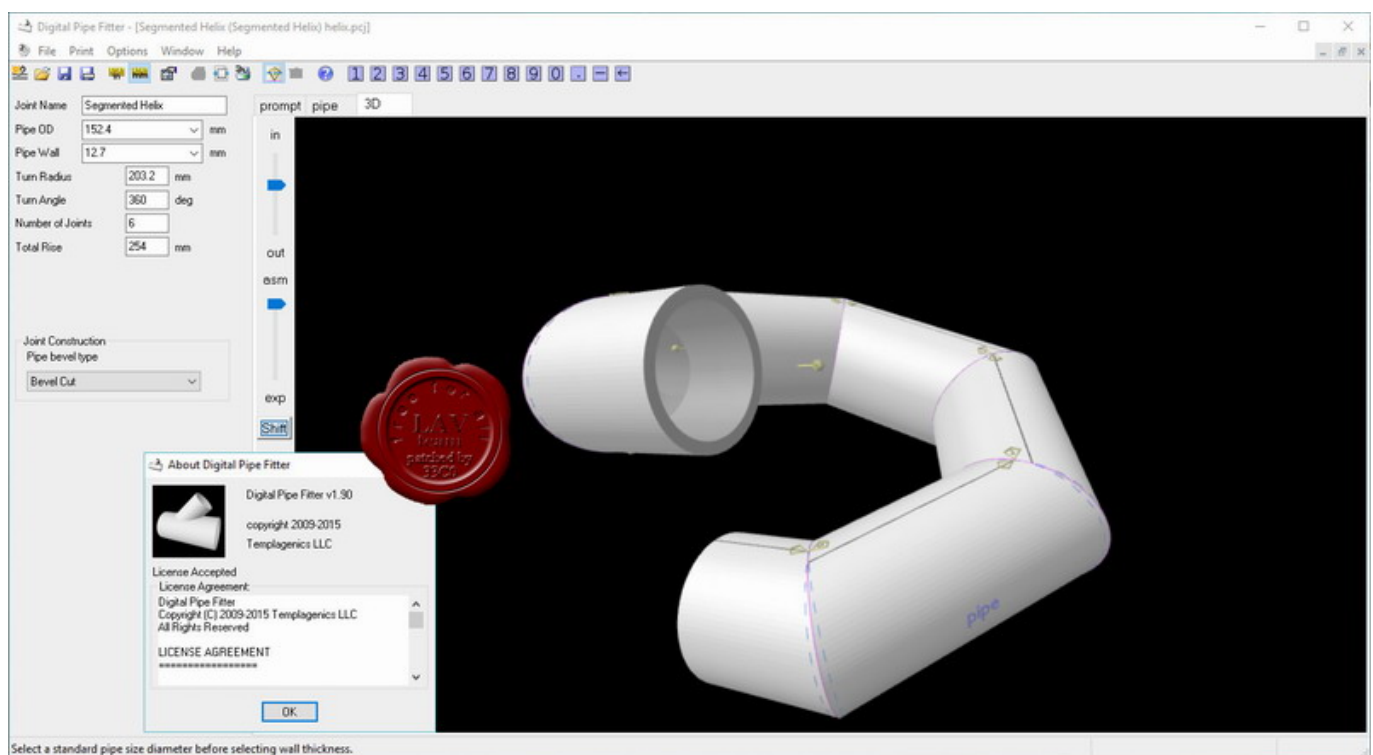 Digital Pipe Fitter - [Segmented Helix (Segmented Helix) helix.pcj]
File Print Options Window Help
1 2 3 4 5 6 7 8 9 0 . — ←
Joint Name Segmented Helix
Pipe OD 152.4 mm
Pipe Wall 12.7 mm
Turn Radius 203.2 mm
Turn Angle 360 deg
Number of Joints 6
Total Rise 254 mm
Joint Construction
Pipe bevel type
Bevel Cut
prompt pipe 3D
in
out
asm
exp
Shift
LAV
team
patched by
pipe
About Digital Pipe Fitter
Digital Pipe Fitter v1.90
copyright 2009-2015
Templagenics LLC
License Accepted
License Agreement:
Digital Pipe Fitter
Copyright (C) 2009-2015 Templagenics LLC
All Rights Reserved
LICENSE AGREEMENT
=================
OK
Select a standard pipe size diameter before selecting wall thickness.